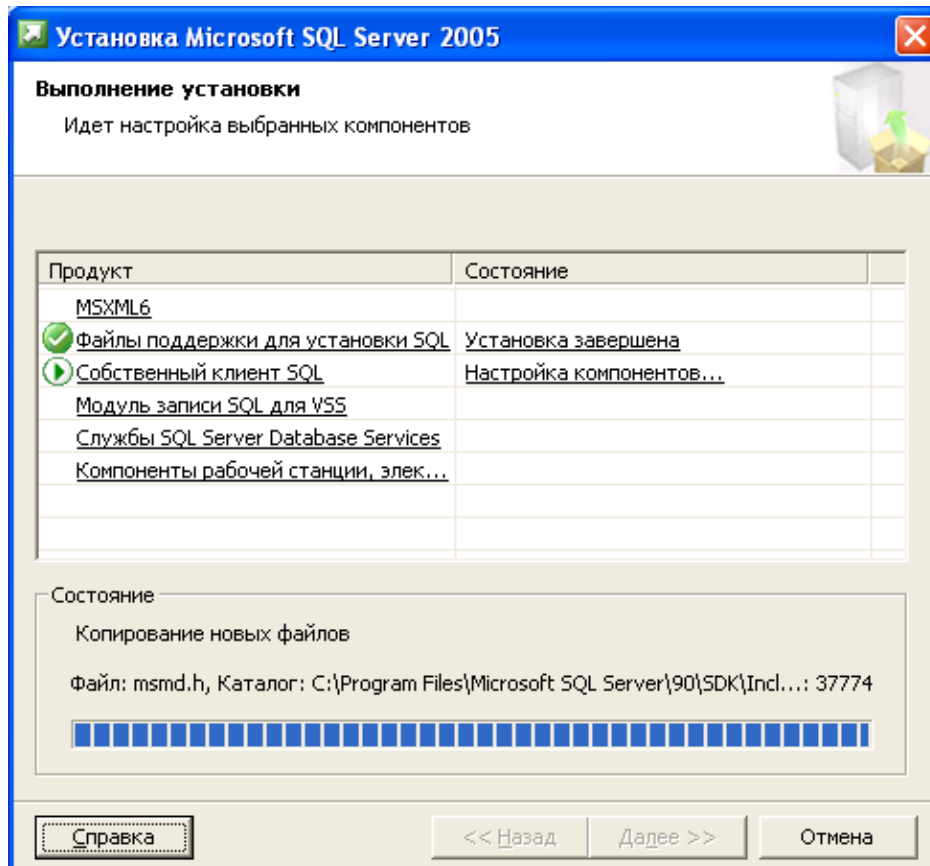 Установка Microsoft SQL Server 2005
Выполнение установки
Идет настройка выбранных компонентов
Продукт Состояние
MSXML6
Файлы поддержки для установки SQL Установка завершена
Собственный клиент SQL Настройка компонентов...
Модуль записи SQL для VSS
Службы SQL Server Database Services
Компоненты рабочей станции, элек...
Состояние
Копирование новых файлов
Файл: msmd.h, Каталог: C:\Program Files\Microsoft SQL Server\90\SDK\Incl...: 37774
Справка << Назад Далее >> Отмена